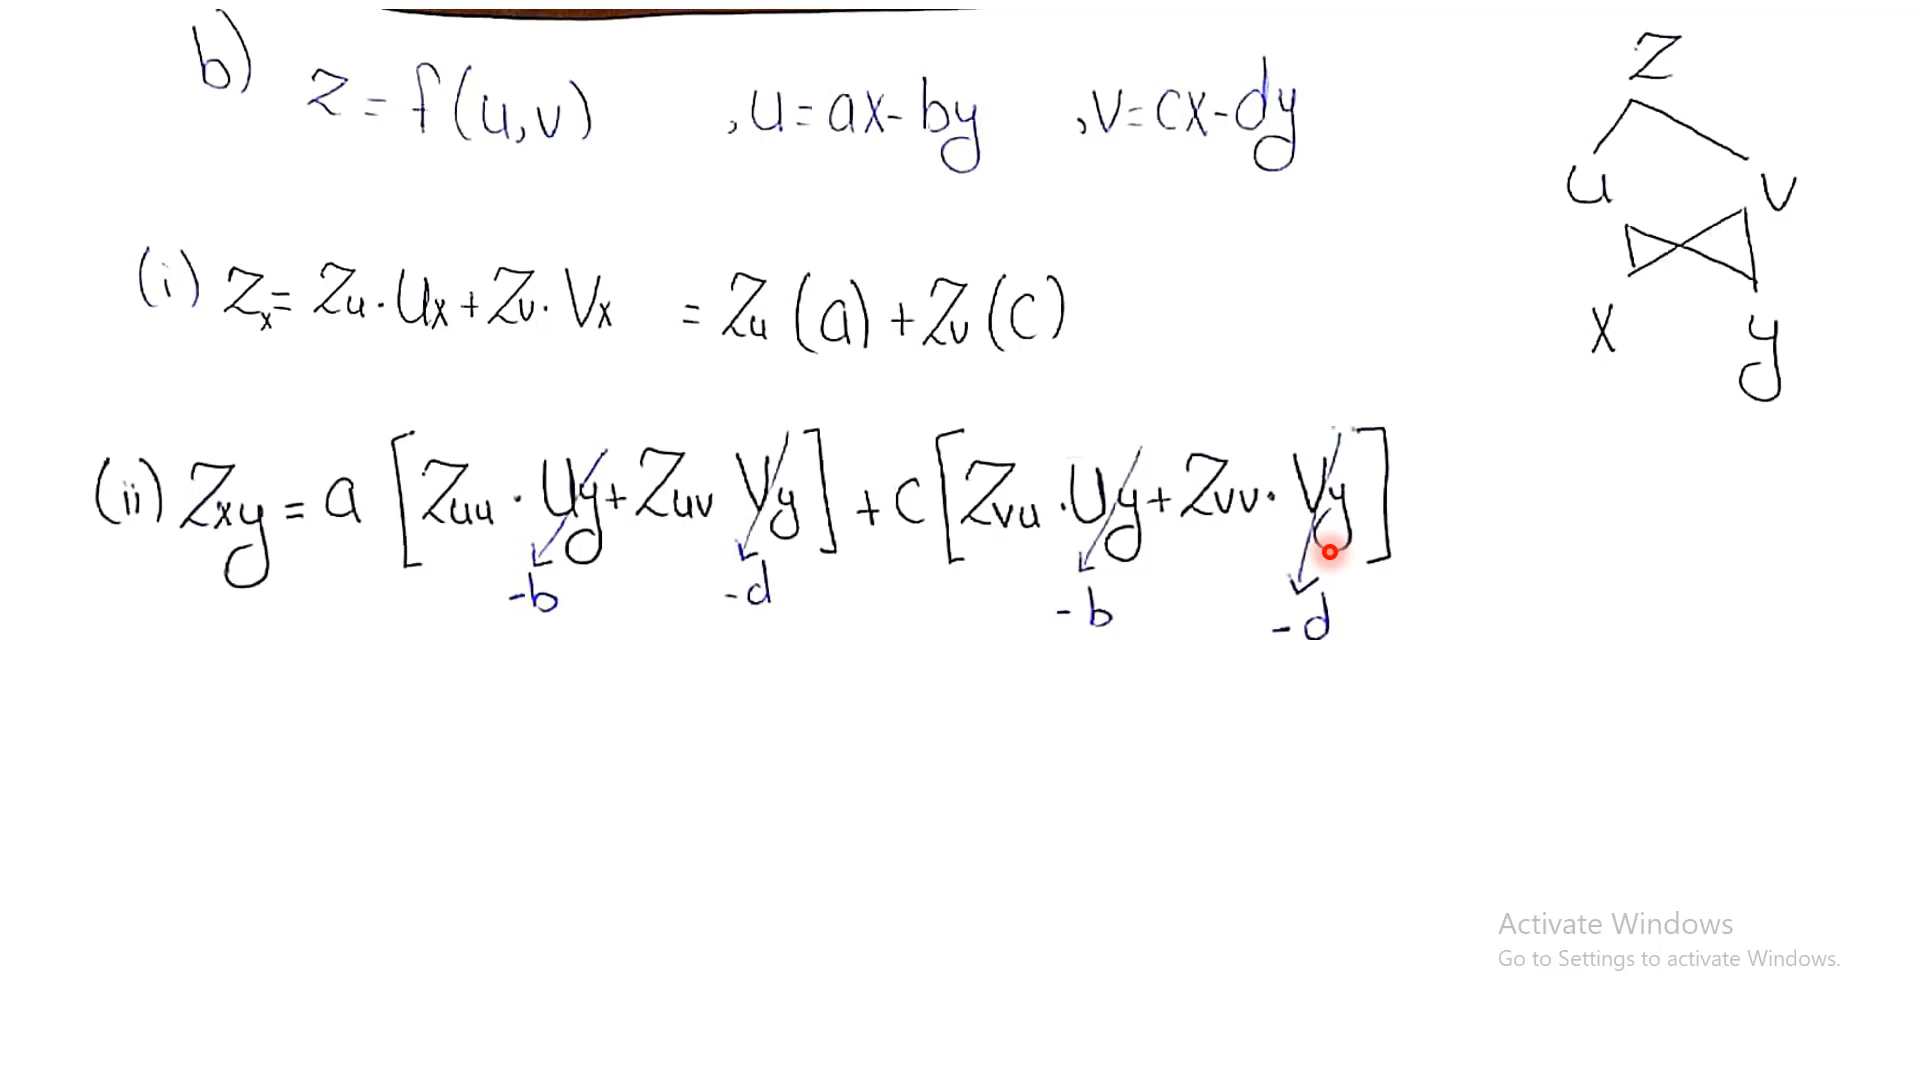 b)
z = f(u,v) , u = ax - by , v = cx - dy
Z
u v
x y
(i) Zx = Zu · Ux + Zv · Vx = Zu (a) + Zv (c)
(ii) Zxy = a [Zuu · Uy + Zuv Vy] + c [Zvu · Uy + Zvv · Vy]
-b -d -b -d
Activate Windows
Go to Settings to activate Windows.